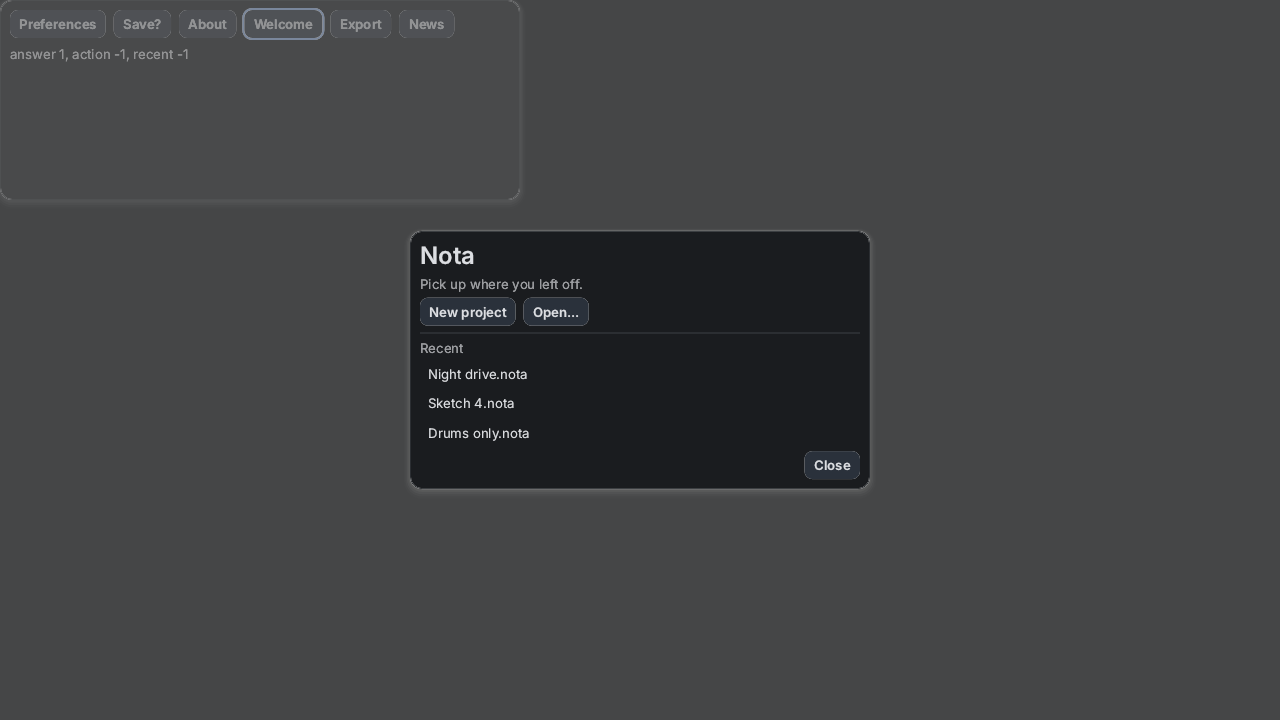 Preferences Save? About Welcome Export News
answer 1, action -1, recent -1
Nota
Pick up where you left off.
New project Open...
Recent
Night drive.nota
Sketch 4.nota
Drums only.nota
Close